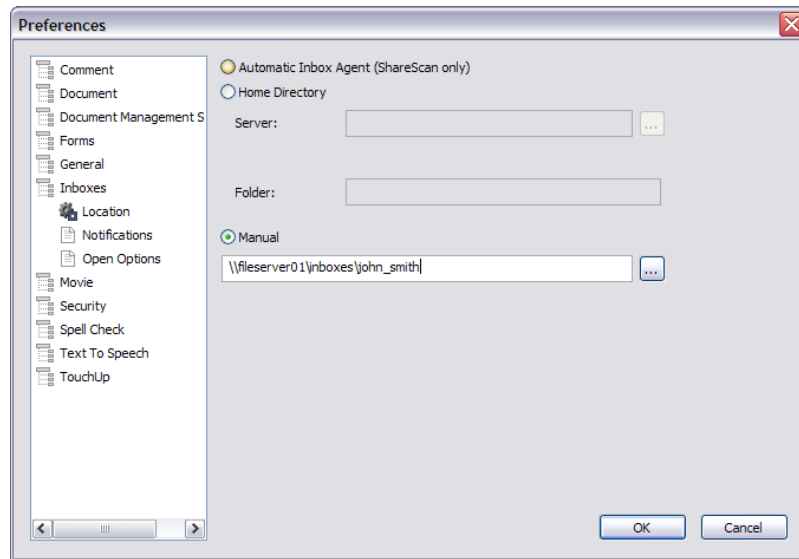 Preferences
Comment
Document
Document Management S
Forms
General
Inboxes
Location
Notifications
Open Options
Movie
Security
Spell Check
Text To Speech
TouchUp
Automatic Inbox Agent (ShareScan only)
Home Directory
Server:
...
Folder:
Manual
\\fileserver01\inboxes\john_smith
...
OK
Cancel